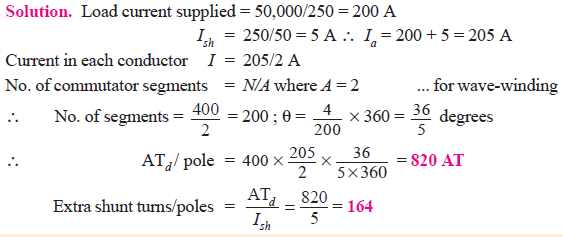 Solution. Load current supplied = 50,000/250 = 200 A
I_sh = 250/50 = 5 A ∴ I_a = 200 + 5 = 205 A
Current in each conductor I = 205/2 A
No. of commutator segments = N/A where A = 2 ... for wave-winding
∴ No. of segments = 400/2 = 200 ; θ = 4/200 × 360 = 36/5 degrees
∴ AT_d/ pole = 400 × 205/2 × 36/5×360 = 820 AT
Extra shunt turns/poles = AT_d/I_sh = 820/5 = 164